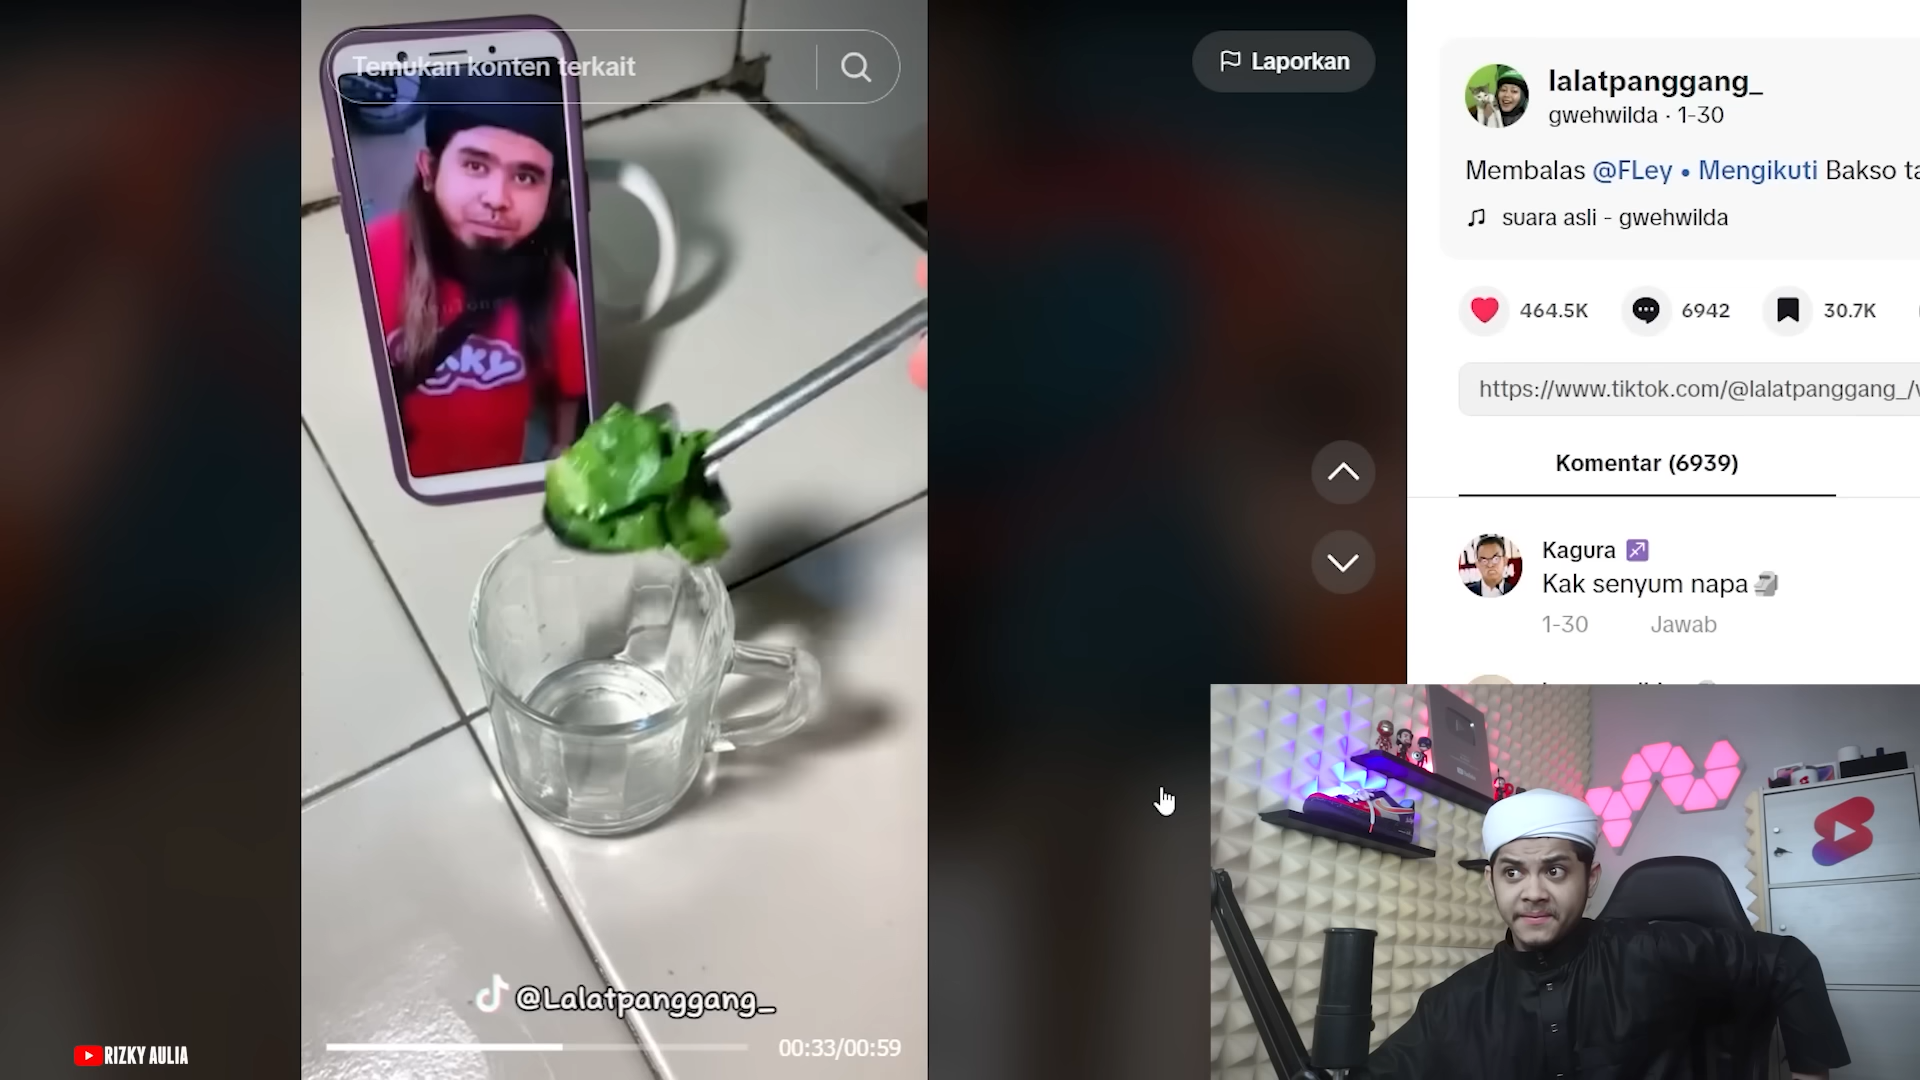 Temukan konten terkait
Laporkan
lalatpanggang_
gwehwilda · 1-30
Membalas @FLey • Mengikuti Bakso
suara asli - gwehwilda
464.5K
6942
30.7K
https://www.tiktok.com/@lalatpanggang_/
Komentar (6939)
Kagura
Kak senyum napa
1-30 Jawab
@Lalatpanggang_
00:33/00:59
RIZKY AULIA